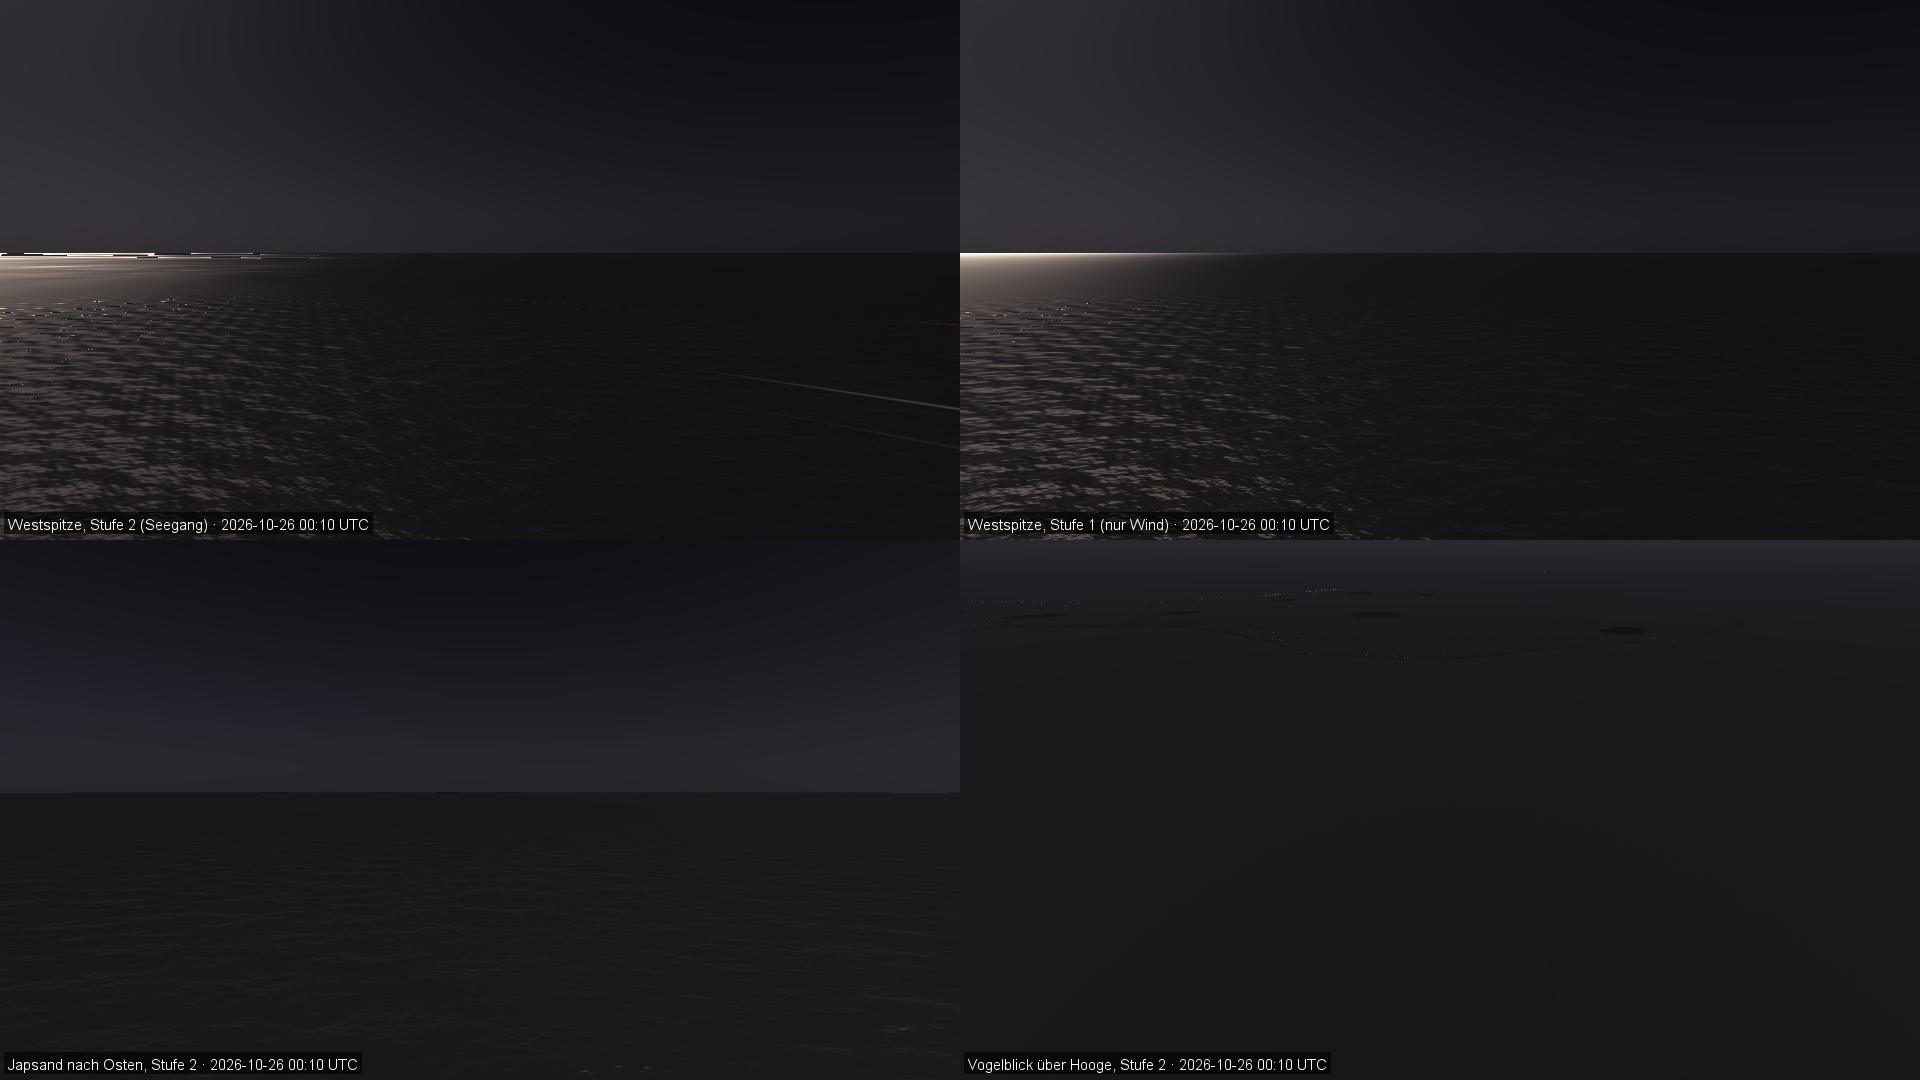 Westspitze, Stufe 2 (Seegang) · 2026-10-26 00:10 UTC
Westspitze, Stufe 1 (nur Wind) · 2026-10-26 00:10 UTC
Japsand nach Osten, Stufe 2 · 2026-10-26 00:10 UTC
Vogelblick über Hooge, Stufe 2 · 2026-10-26 00:10 UTC